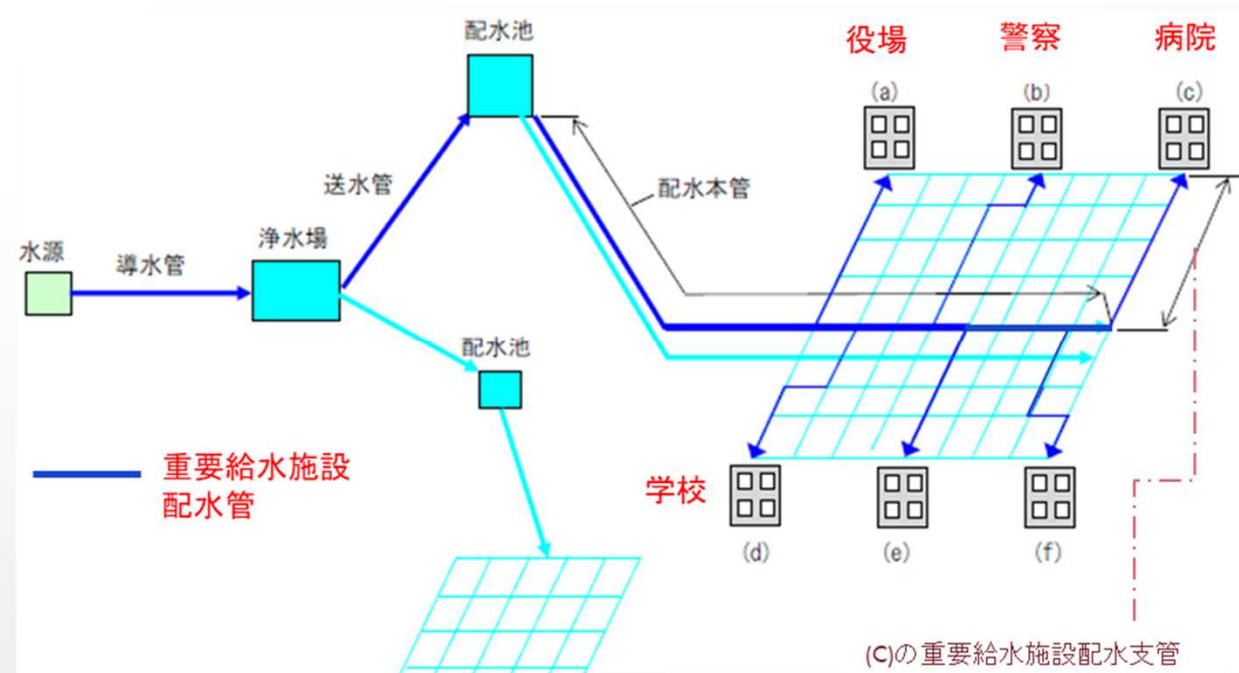 配水池
役場
警察
病院
(a)
(b)
(c)
送水管
配水本管
浄水場
水源
導水管
配水池
重要給水施設
配水管
学校
(d)
(e)
(f)
(C)の重要給水施設配水支管